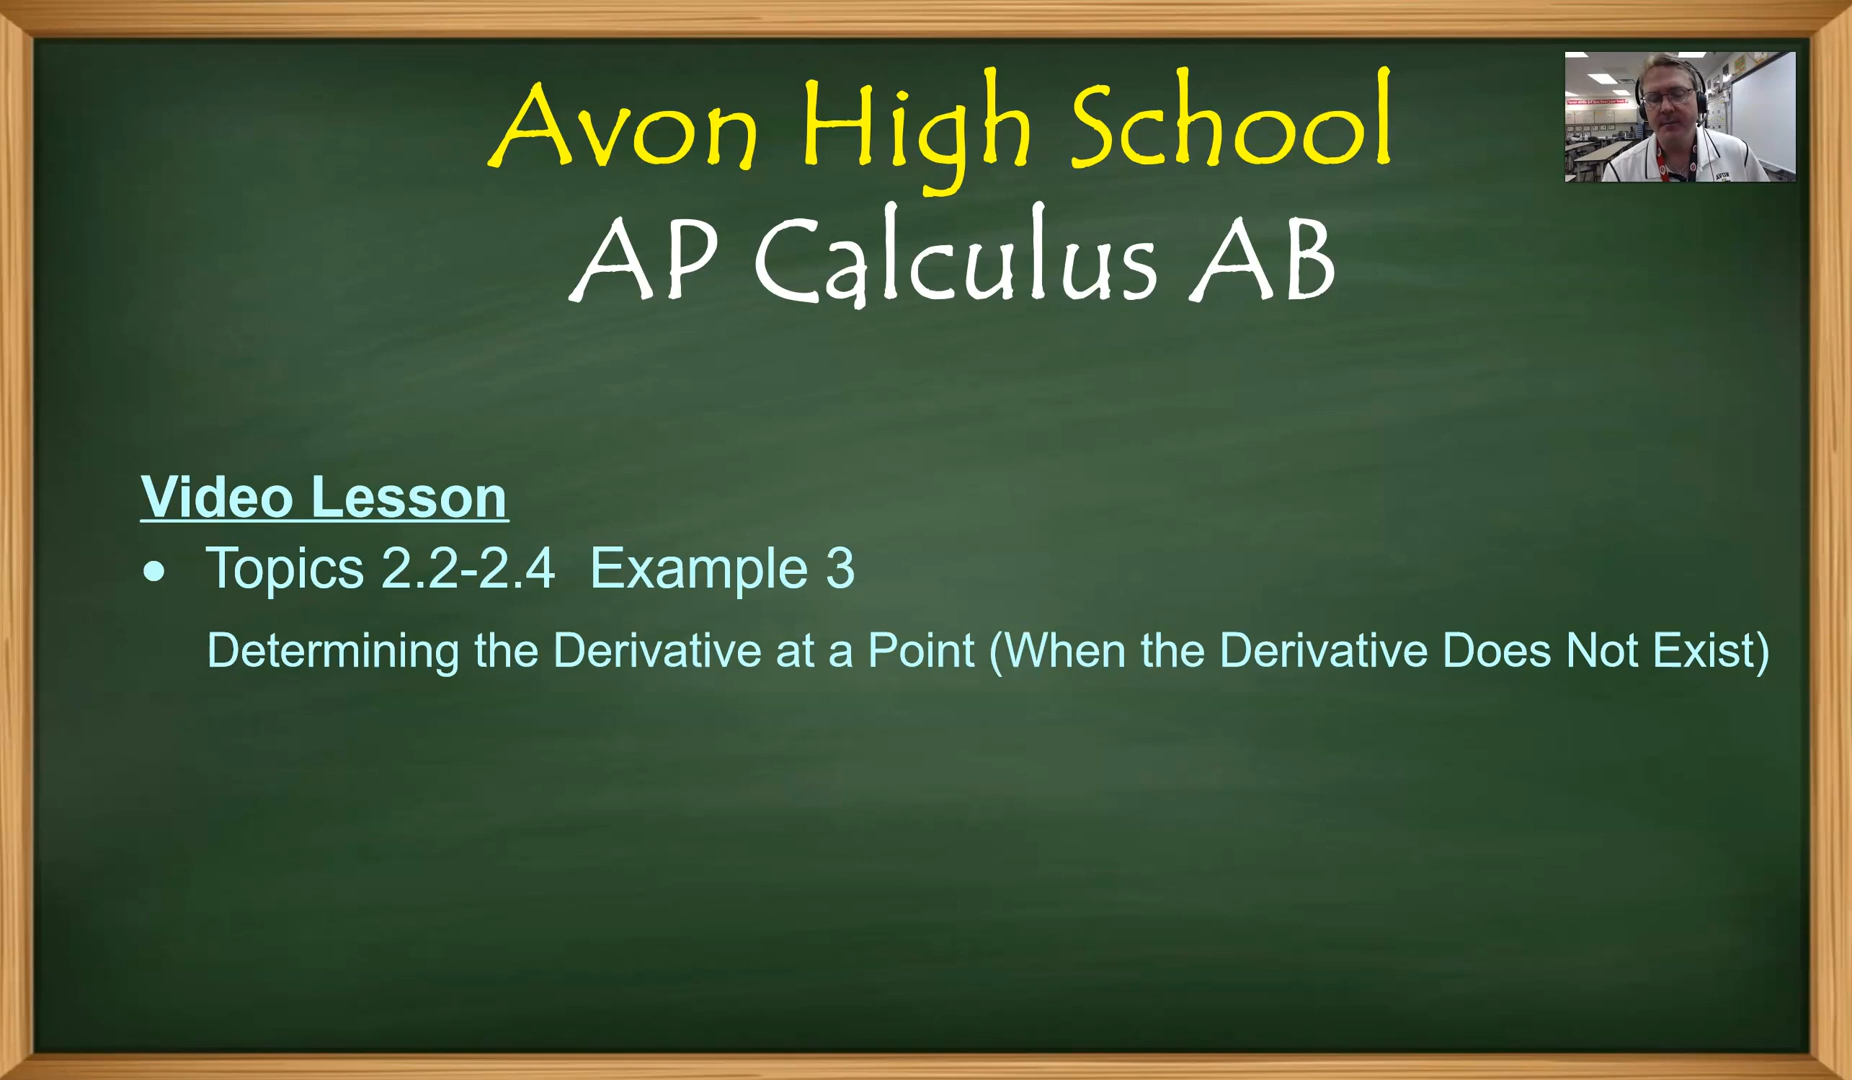 Avon High School
AP Calculus AB
Video Lesson
● Topics 2.2-2.4 Example 3
Determining the Derivative at a Point (When the Derivative Does Not Exist)
AVON